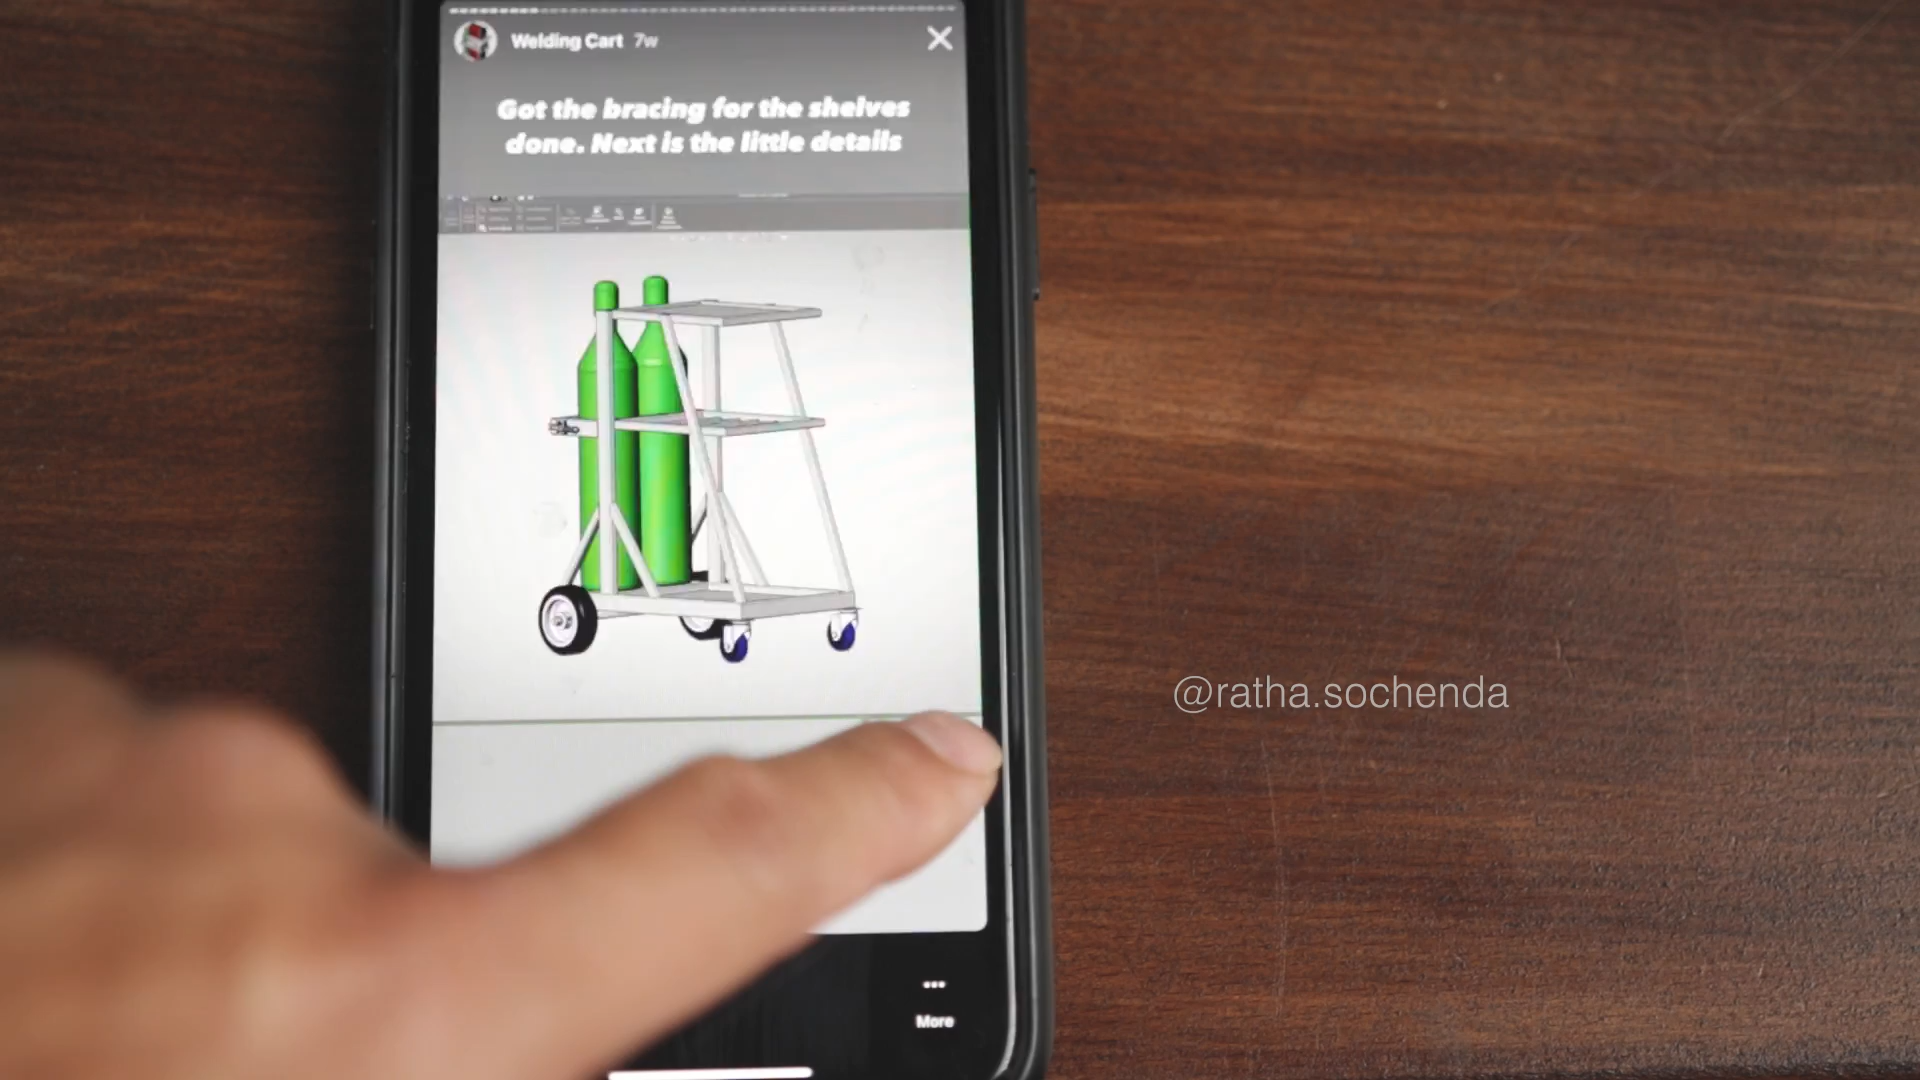 Welding Cart 7w
Got the bracing for the shelves
done. Next is the little details
@ratha.sochenda
More